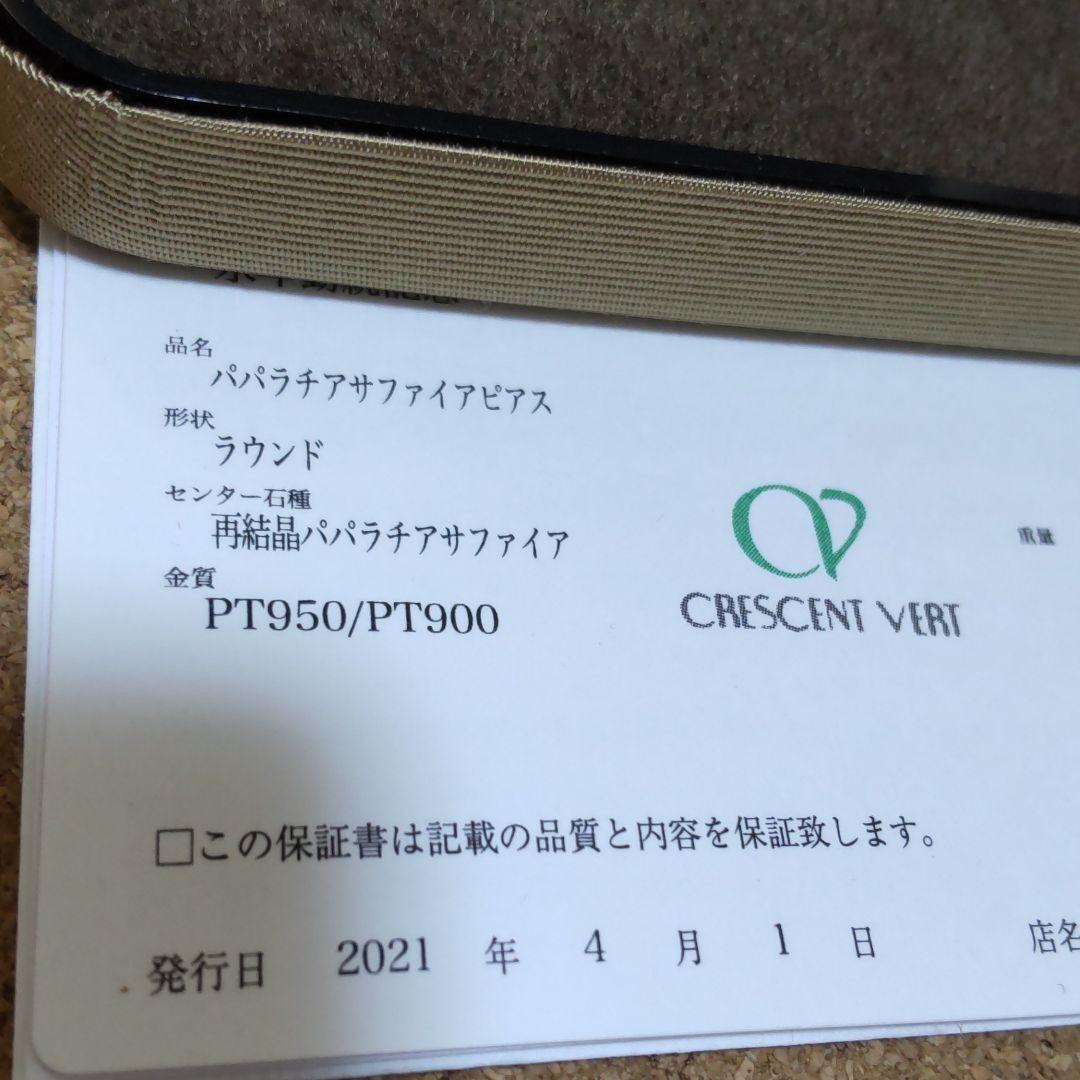 品名
パパラチアサファイアピアス
形状
ラウンド
センター石種
再結晶パパラチアサファイア
金質
PT950/PT900
CRESCENT VERT
重量
□この保証書は記載の品質と内容を保証致します。
発行日 2021 年 4 月 1 日 店名